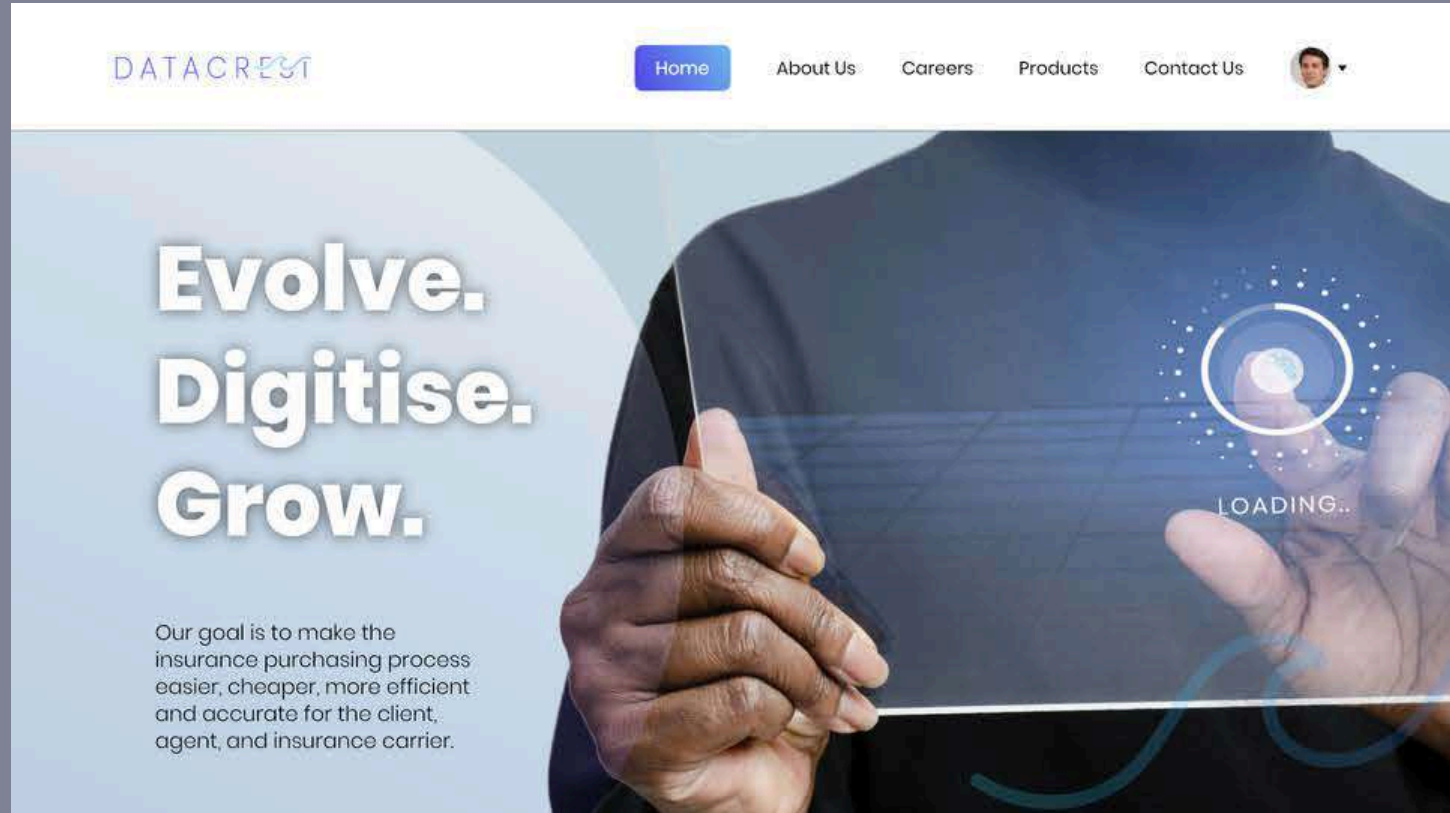 DATACREST
Home
About Us
Careers
Products
Contact Us
Evolve.
Digitise.
Grow.
Our goal is to make the
insurance purchasing process
easier, cheaper, more efficient
and accurate for the client,
agent, and insurance carrier.
LOADING..